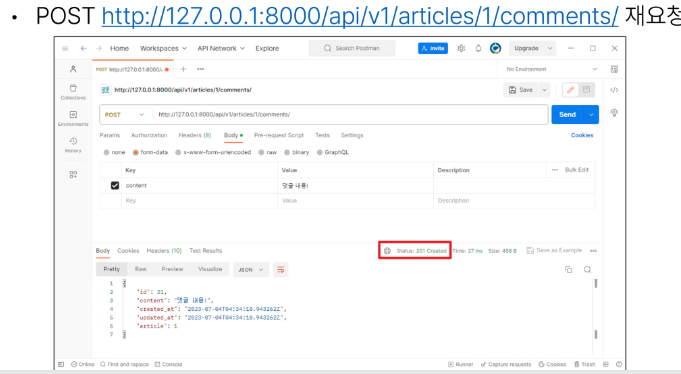 • POST http://127.0.0.1:8000/api/v1/articles/1/comments/ 재요청
Home Workspaces API Network Explore Search Postman Invite Upgrade
POST http://127.0.0.1:8000/ + ••• No Environment
http://127.0.0.1:8000/api/v1/articles/1/comments/ Save
Collections
POST http://127.0.0.1:8000/api/v1/articles/1/comments/ Send
Environments
Params Authorization Headers (8) Body Pre-request Script Tests Settings Cookies
History
none form-data x-www-form-urlencoded raw binary GraphQL
Key Value Description ••• Bulk Edit
content 댓글 내용!
Key Value Description
Body Cookies Headers (10) Test Results Status: 201 Created Time: 27 ms Size: 458 B Save as Example •••
Pretty Raw Preview Visualize JSON
1 {
2 "id": 21,
3 "content": "댓글 내용!",
4 "created_at": "2023-07-04T04:34:10.943262Z",
5 "updated_at": "2023-07-04T04:34:10.943262Z",
6 "article": 1
7 }
Online Find and replace Console Runner Capture requests Cookies Trash